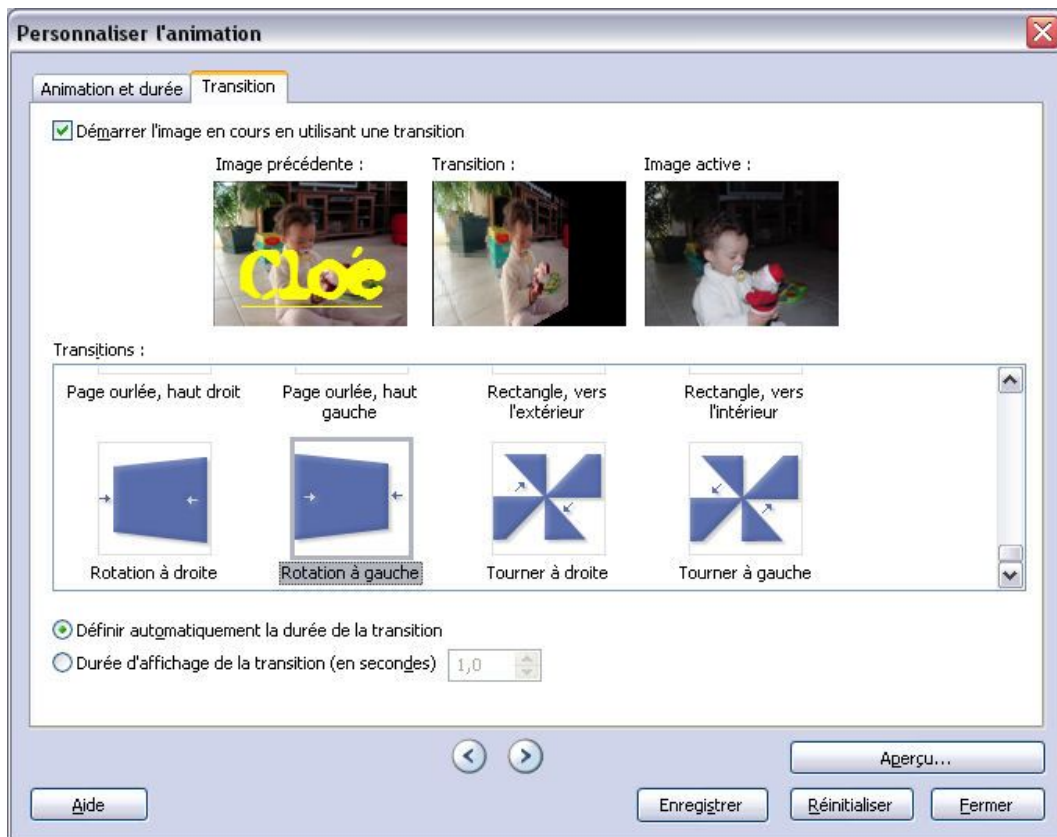 Personnaliser l'animation
Animation et durée
Transition
Démarrer l'image en cours en utilisant une transition
Image précédente :
Transition :
Image active :
Cloé
Transitions :
Page ourlée, haut droit
Page ourlée, haut
gauche
Rectangle, vers
l'extérieur
Rectangle, vers
l'intérieur
Rotation à droite
Rotation à gauche
Tourner à droite
Tourner à gauche
Définir automatiquement la durée de la transition
Durée d'affichage de la transition (en secondes) 1,0
Aperçu...
Aide
Enregistrer
Réinitialiser
Fermer